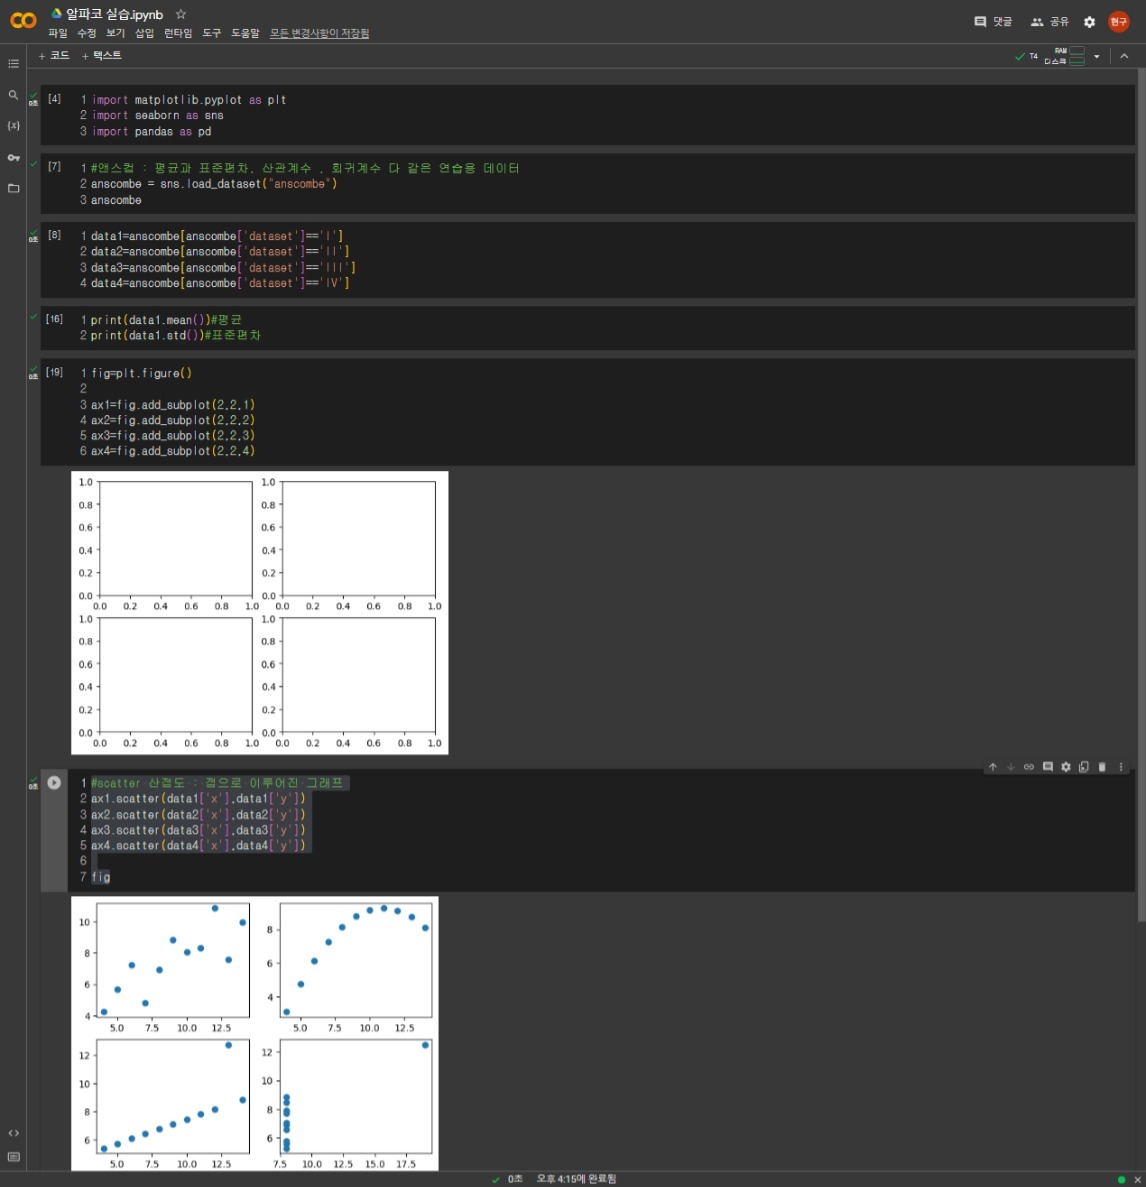 알파코 실습.ipynb
파일 수정 보기 삽입 런타임 도구 도움말 모든 변경사항이 저장됨
댓글 공유 현구
+ 코드 + 텍스트
T4 RAM 디스크
[4]
0초
1 import matplotlib.pyplot as plt
2 import seaborn as sns
3 import pandas as pd
[7]
1 #앤스컴 : 평균과 표준편차, 산관계수 , 회귀계수 다 같은 연습용 데이터
2 anscombe = sns.load_dataset("anscombe")
3 anscombe
[8]
0초
1 data1=anscombe[anscombe['dataset']=='I']
2 data2=anscombe[anscombe['dataset']=='II']
3 data3=anscombe[anscombe['dataset']=='III']
4 data4=anscombe[anscombe['dataset']=='IV']
[16]
1 print(data1.mean())#평균
2 print(data1.std())#표준편차
[19]
0초
1 fig=plt.figure()
2
3 ax1=fig.add_subplot(2,2,1)
4 ax2=fig.add_subplot(2,2,2)
5 ax3=fig.add_subplot(2,2,3)
6 ax4=fig.add_subplot(2,2,4)
1.0 1.0
0.8 0.8
0.6 0.6
0.4 0.4
0.2 0.2
0.0 0.0
0.0 0.2 0.4 0.6 0.8 1.0 0.0 0.2 0.4 0.6 0.8 1.0
1.0 1.0
0.8 0.8
0.6 0.6
0.4 0.4
0.2 0.2
0.0 0.0
0.0 0.2 0.4 0.6 0.8 1.0 0.0 0.2 0.4 0.6 0.8 1.0
0초
1 #scatter 산점도 : 갭으로 이루어진 그래프
2 ax1.scatter(data1['x'],data1['y'])
3 ax2.scatter(data2['x'],data2['y'])
4 ax3.scatter(data3['x'],data3['y'])
5 ax4.scatter(data4['x'],data4['y'])
6
7 fig
10
8 8
6 6
4 4
5.0 7.5 10.0 12.5 5.0 7.5 10.0 12.5
12 12
10 10
8 8
6 6
5.0 7.5 10.0 12.5 7.5 10.0 12.5 15.0 17.5
0초 오후 4:15에 완료됨